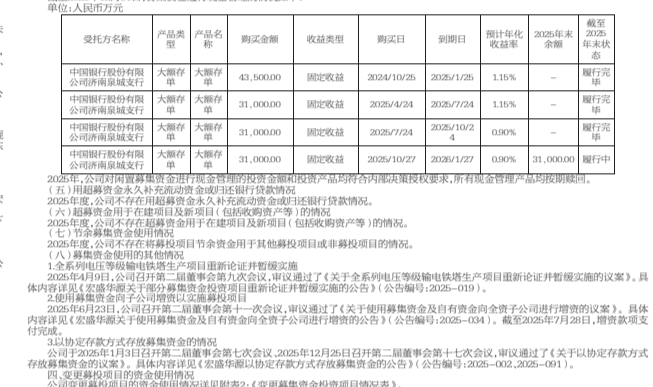 单位:人民币万元
受托方名称 产品类型 产品名称 购买金额 收益类型 购买日 到期日 预计年化收益率 2025年末余额 截至2025年末状态
中国银行股份有限公司济南泉城支行 大额存单 大额存单 43,500.00 固定收益 2024/10/25 2025/1/25 1.15% – 履行完毕
中国银行股份有限公司济南泉城支行 大额存单 大额存单 31,000.00 固定收益 2025/4/24 2025/7/24 1.15% – 履行完毕
中国银行股份有限公司济南泉城支行 大额存单 大额存单 31,000.00 固定收益 2025/7/24 2025/10/24 0.90% – 履行完毕
中国银行股份有限公司济南泉城支行 大额存单 大额存单 31,000.00 固定收益 2025/10/27 2026/1/27 0.90% 31,000.00 履行中
2025年,公司对闲置募集资金进行现金管理的投资金额和投资产品均符合内部决策授权要求,所有现金管理产品均按期赎回。
(五)用超募资金永久补充流动资金或归还银行贷款情况
2025年度,公司不存在用超募资金永久补充流动资金或归还银行贷款情况。
(六)超募资金用于在建项目及新项目(包括收购资产等)的情况
2025年度,公司不存在超募资金用于在建项目及新项目(包括收购资产等)的情况。
(七)节余募集资金使用情况
2025年度,公司不存在将募投项目节余资金用于其他募投项目或非募投项目的情况。
(八)募集资金使用的其他情况
1.全系列电压等级输电铁塔生产项目重新论证并暂缓实施
2025年4月9日,公司召开第二届董事会第九次会议,审议通过了《关于全系列电压等级输电铁塔生产项目重新论证并暂缓实施的议案》。具
体内容详见《宏盛华源关于部分募集资金投资项目重新论证并暂缓实施的公告》(公告编号:2025-019)。
2.使用募集资金向子公司增资以实施募投项目
2025年6月23日,公司召开第二届董事会第十一次会议,审议通过了《关于使用募集资金及自有资金向全资子公司进行增资的议案》。具体
内容详见《宏盛华源关于使用募集资金及自有资金向全资子公司进行增资的公告》(公告编号:2025-034)。截至2025年7月28日,增资款项支
付完成。
3.以协定存款方式存放募集资金的情况
公司于2025年1月3日召开第二届董事会第七次会议、2025年12月25日召开第二届董事会第十七次会议,审议通过了《关于以协定存款方式
存放募集资金的议案》。具体内容详见《宏盛华源以协定存款方式存放募集资金的公告》(公告编号:2025-002、2025-091)。
四、变更募投项目的资金使用情况
公司变更募投项目的资金使用情况详见附表2:《变更募集资金投资项目情况表》。